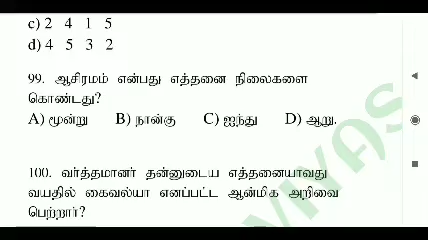 c) 2 4 1 5
d) 4 5 3 2
99. ஆசிரமம் என்பது எத்தனை நிலைகளை
கொண்டது?
A) மூன்று B) நான்கு C) ஐந்து D) ஆறு.
100. வர்த்தமானர் தன்னுடைய எத்தனையாவது
வயதில் கைவல்யா எனப்பட்ட ஆன்மிக அறிவை
பெற்றார்?
VIYAS